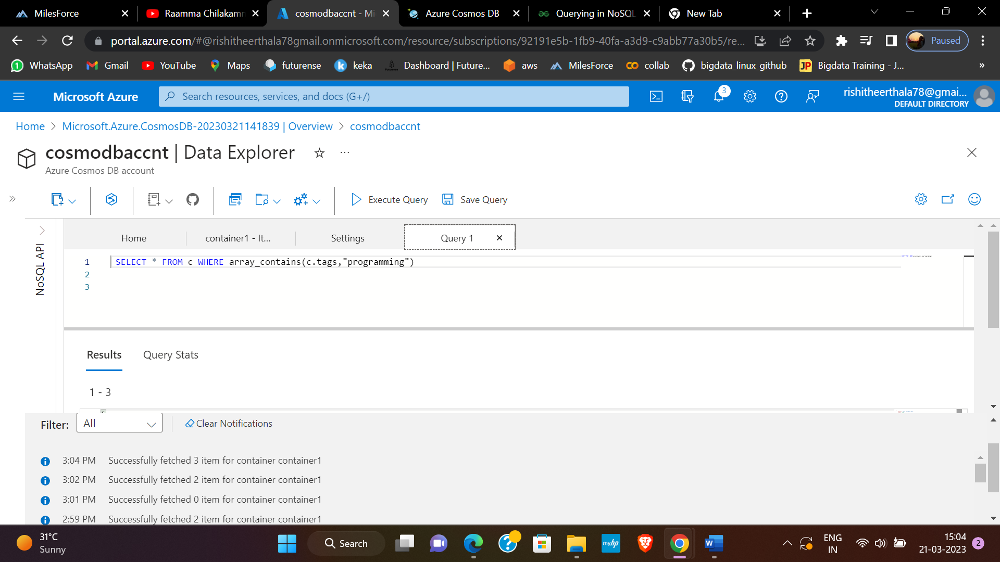 MilesForce
Raamma Chilakamm
cosmodbaccnt - Mi
Azure Cosmos DB
Querying in NoSQL
New Tab
portal.azure.com/#@rishitheerthala78gmail.onmicrosoft.com/resource/subscriptions/92191e5b-1fb9-40fa-a3d9-c9abb77a30b5/re...
Paused
WhatsApp
Gmail
YouTube
Maps
futurense
keka
Dashboard | Future...
aws
MilesForce
collab
bigdata_linux_github
Bigdata Training - J...
Microsoft Azure
Search resources, services, and docs (G+/)
3
rishitheerthala78@gmai...
DEFAULT DIRECTORY
Home > Microsoft.Azure.CosmosDB-20230321141839 | Overview > cosmodbaccnt
cosmodbaccnt | Data Explorer
Azure Cosmos DB account
Execute Query
Save Query
NoSQL API
Home
container1 - It...
Settings
Query 1
1 SELECT * FROM c WHERE array_contains(c.tags,"programming")
2
3
Results
Query Stats
1 - 3
Filter:
All
Clear Notifications
3:04 PM Successfully fetched 3 item for container container1
3:02 PM Successfully fetched 2 item for container container1
3:01 PM Successfully fetched 0 item for container container1
2:59 PM Successfully fetched 2 item for container container1
31°C
Sunny
Search
myhp
ENG
IN
15:04
21-03-2023
2